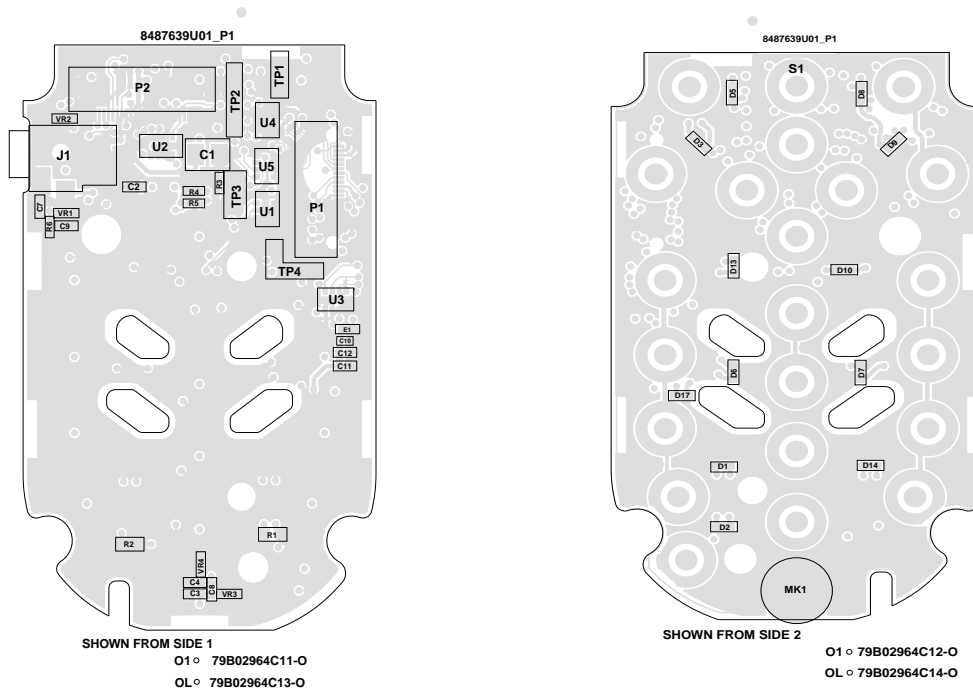 8487639U01_P1
P2
TP1
TP2
VR2
U4
J1
U2
C1
U5
C2
R3
R4
R5
TP3
U1
P1
C7
VR1
R6
C9
TP4
U3
E1
C10
C12
C11
R2
R1
VR4
C4
C8
C3
VR3
SHOWN FROM SIDE 1
O1 79B02964C11-O
OL 79B02964C13-O
8487639U01_P1
S1
D5
D8
D3
D9
D13
D10
D6
D7
D17
D1
D14
D2
MK1
SHOWN FROM SIDE 2
O1 79B02964C12-O
OL 79B02964C14-O